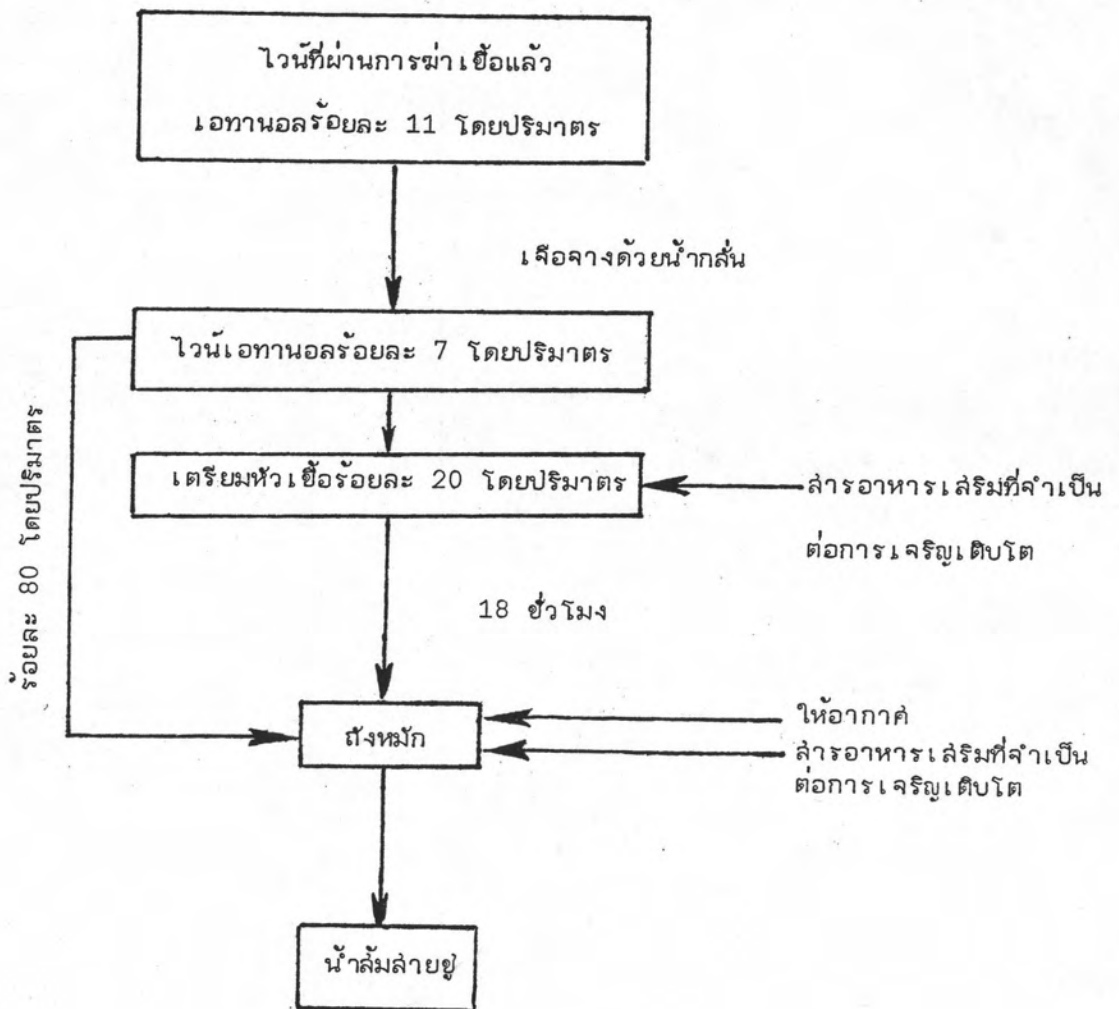 ไวน์ที่ผ่านการฆ่าเชื้อแล้ว
เอทานอลร้อยละ 11 โดยปริมาตร
เจือจางด้วยน้ำกลั่น
ไวน์เอทานอลร้อยละ 7 โดยปริมาตร
ร้อยละ 80 โดยปริมาตร
เตรียมหัวเชื้อร้อยละ 20 โดยปริมาตร
สารอาหารเสริมที่จำเป็น
ต่อการเจริญเติบโต
18 ชั่วโมง
ถังหมัก
ให้อากาศ
สารอาหารเสริมที่จำเป็น
ต่อการเจริญเติบโต
น้ำส้มสายชู